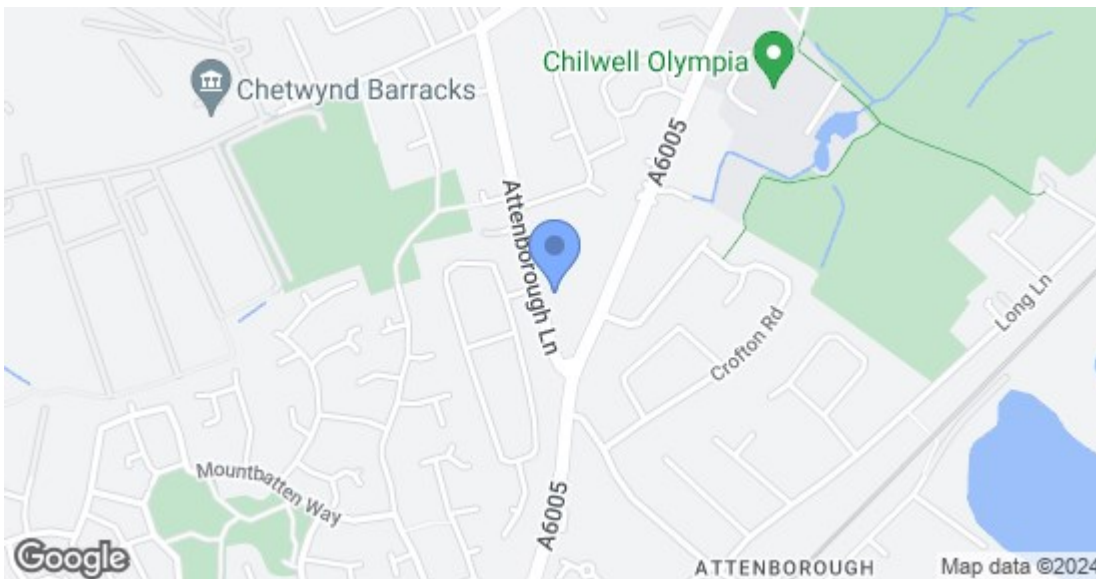 Chilwell Olympia
Chetwynd Barracks
A6005
Attenborough Ln
Long Ln
Crofton Rd
Mountbatten Way
A6005
Google
ATTENBOROUGH
Map data ©2024